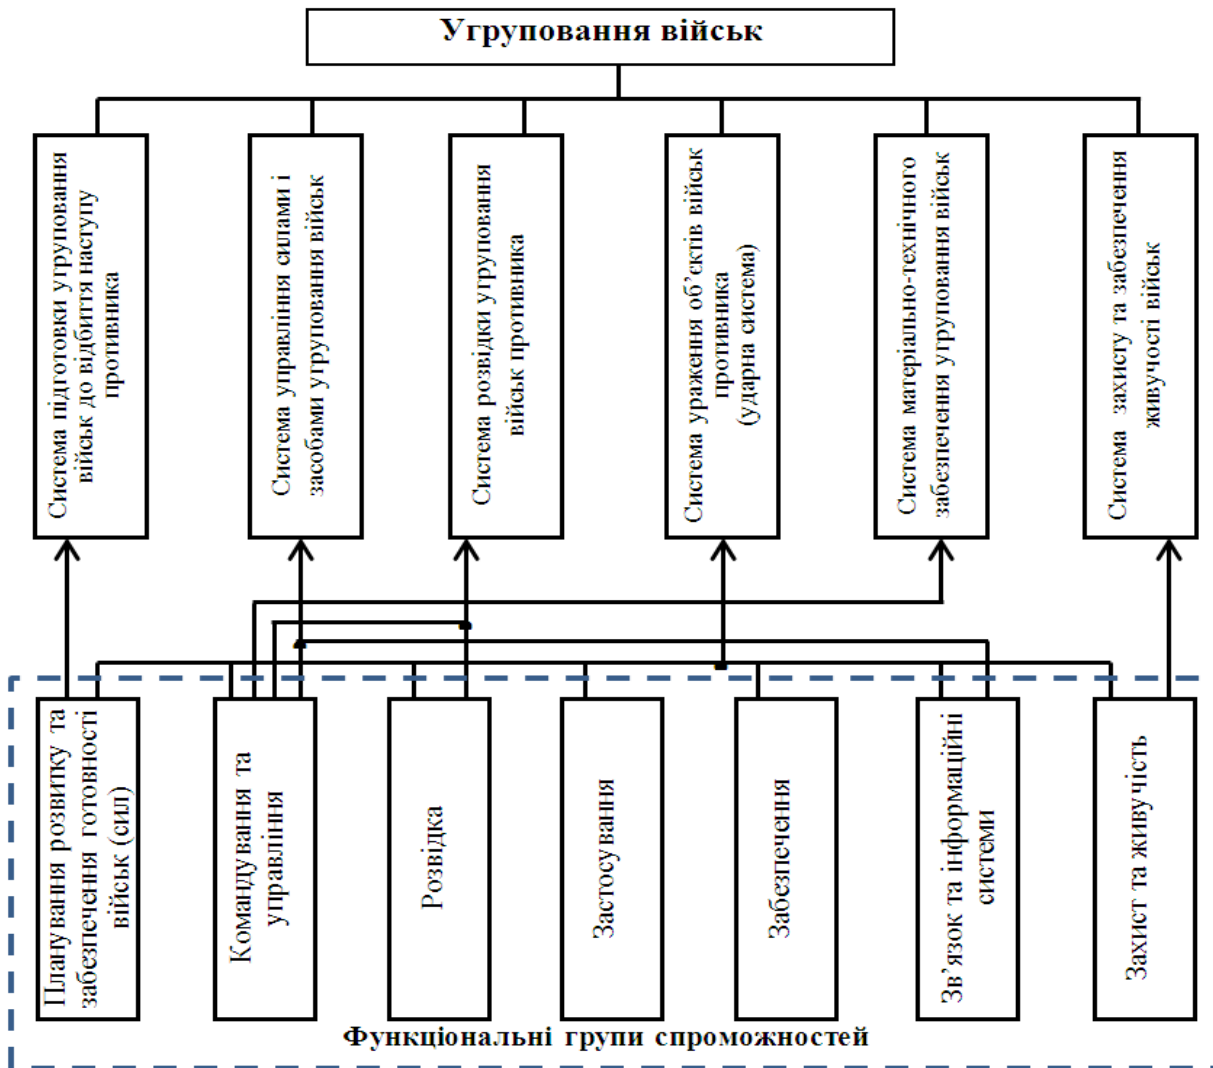 Угруповання військ
Система підготовки угруповання
військ до відбиття наступу
противника
Система управління силами і
засобами угруповання військ
Система розвідки угруповання
військ противника
Система ураження об’єктів військ
противника
(ударна система)
Система матеріально-технічного
забезпечення угруповання військ
Система захисту та забезпечення
живучості військ
Планування розвитку та
забезпечення готовності
військ (сил)
Командування та
управління
Розвідка
Застосування
Забезпечення
Зв’язок та інформаційні
системи
Захист та живучість
Функціональні групи спроможностей